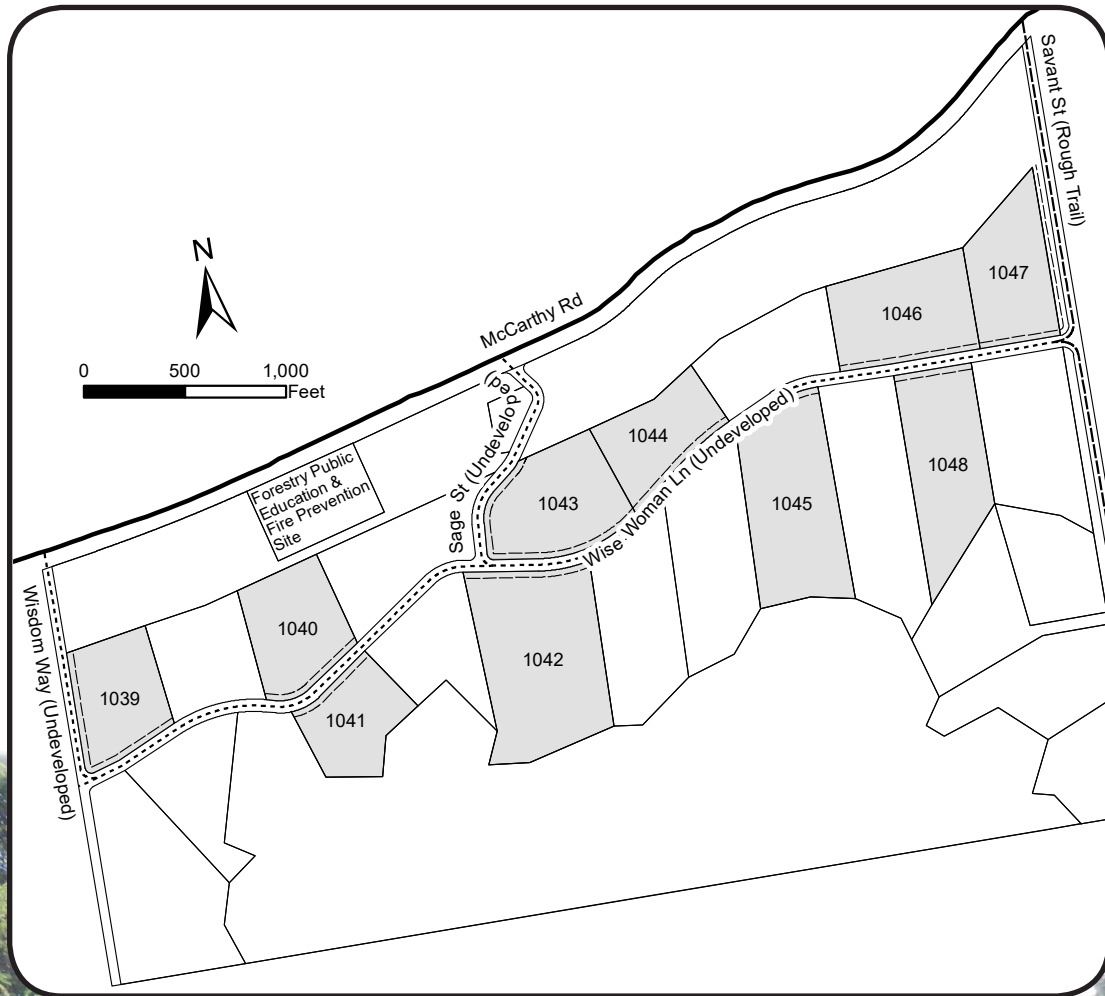 Savant St (Rough Trail)
N
McCarthy Rd
0 500 1,000
Feet
1047
1046
1044
1043
1048
1045
Sage St (Undeveloped)
Wise Woman Ln (Undeveloped)
Forestry Public
Education &
Fire Prevention
Site
1040
1042
1039
1041
Wisdom Way (Undeveloped)